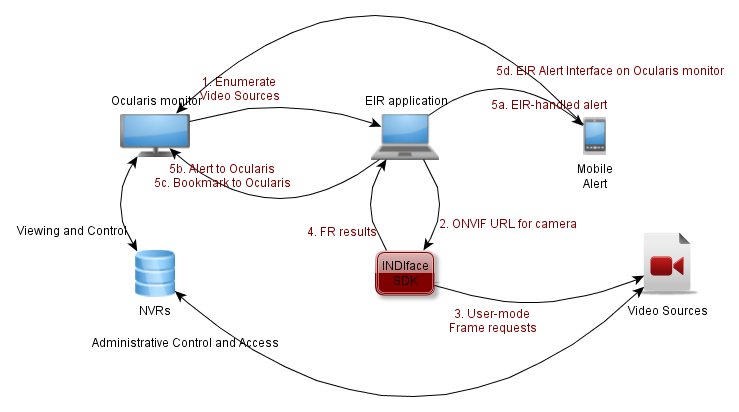 5d. EIR Alert Interface on Ocularis monitor
1. Enumerate
Video Sources
Ocularis monitor
EIR application
5a. EIR-handled alert
5b. Alert to Ocularis
5c. Bookmark to Ocularis
Mobile
Alert
Viewing and Control
4. FR results
2. ONVIF URL for camera
INDIface
SDK
NVRs
3. User-mode
Frame requests
Video Sources
Administrative Control and Access